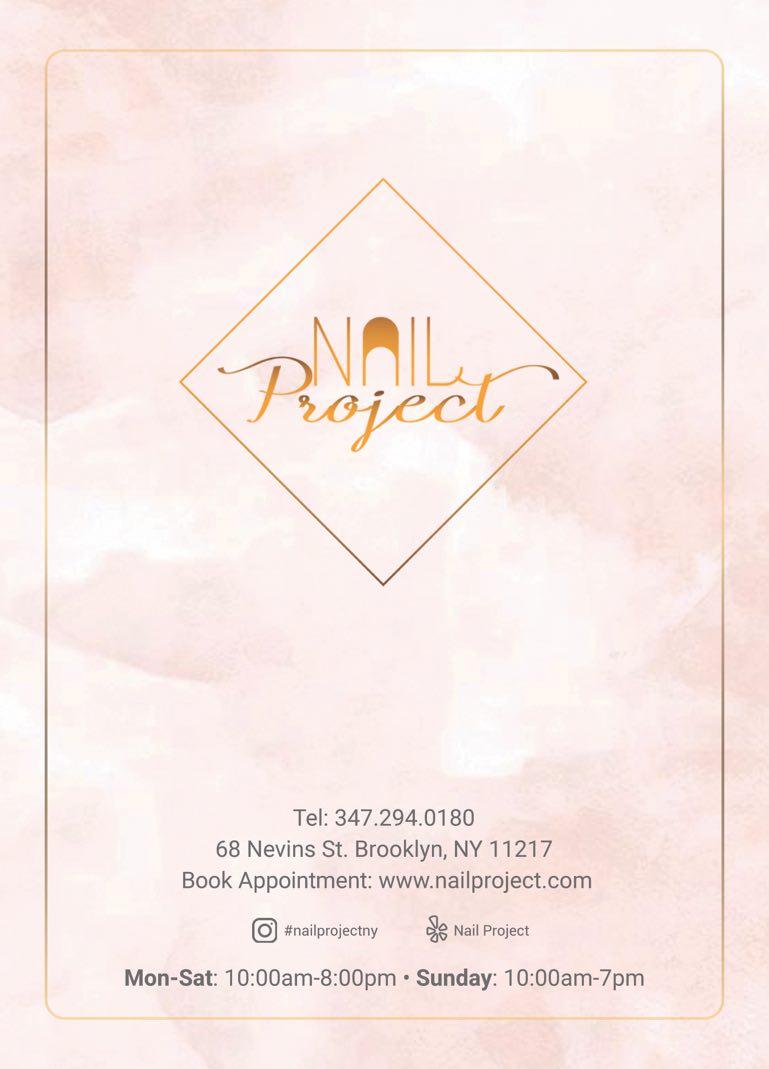 NAIL
Project
Tel: 347.294.0180
68 Nevins St. Brooklyn, NY 11217
Book Appointment: www.nailproject.com
#nailprojectny Nail Project
Mon-Sat: 10:00am-8:00pm • Sunday: 10:00am-7pm